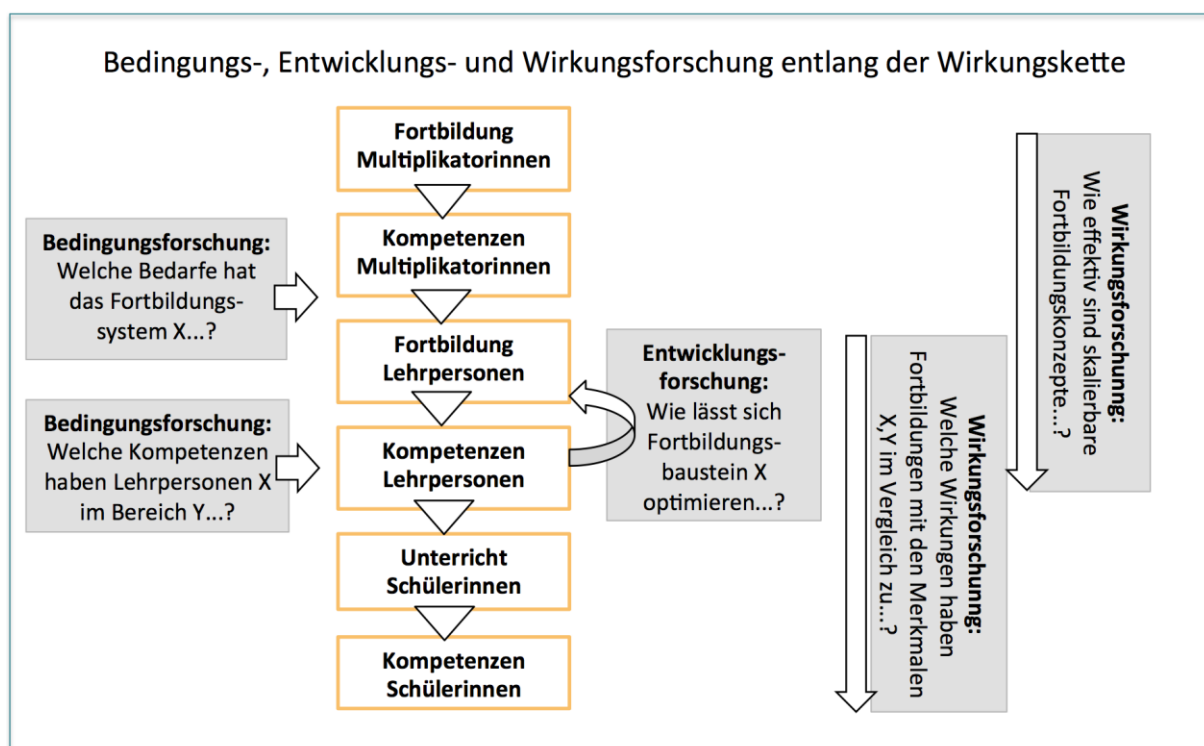 Bedingungs-, Entwicklungs- und Wirkungsforschung entlang der Wirkungskette
Fortbildung
Multiplikatorinnen
Kompetenzen
Multiplikatorinnen
Fortbildung
Lehrpersonen
Kompetenzen
Lehrpersonen
Unterricht
Schülerinnen
Kompetenzen
Schülerinnen
Bedingungsforschung:
Welche Bedarfe hat
das Fortbildungs-
system X...?
Bedingungsforschung:
Welche Kompetenzen
haben Lehrpersonen X
im Bereich Y...?
Entwicklungs-
forschung:
Wie lässt sich
Fortbildungs-
baustein X
optimieren...?
Wirkungsforschunng:
Welche Wirkungen haben
Fortbildungen mit den Merkmalen
X,Y im Vergleich zu...?
Wirkungsforschunng:
Wie effektiv sind skalierbare
Fortbildungskonzepte...?